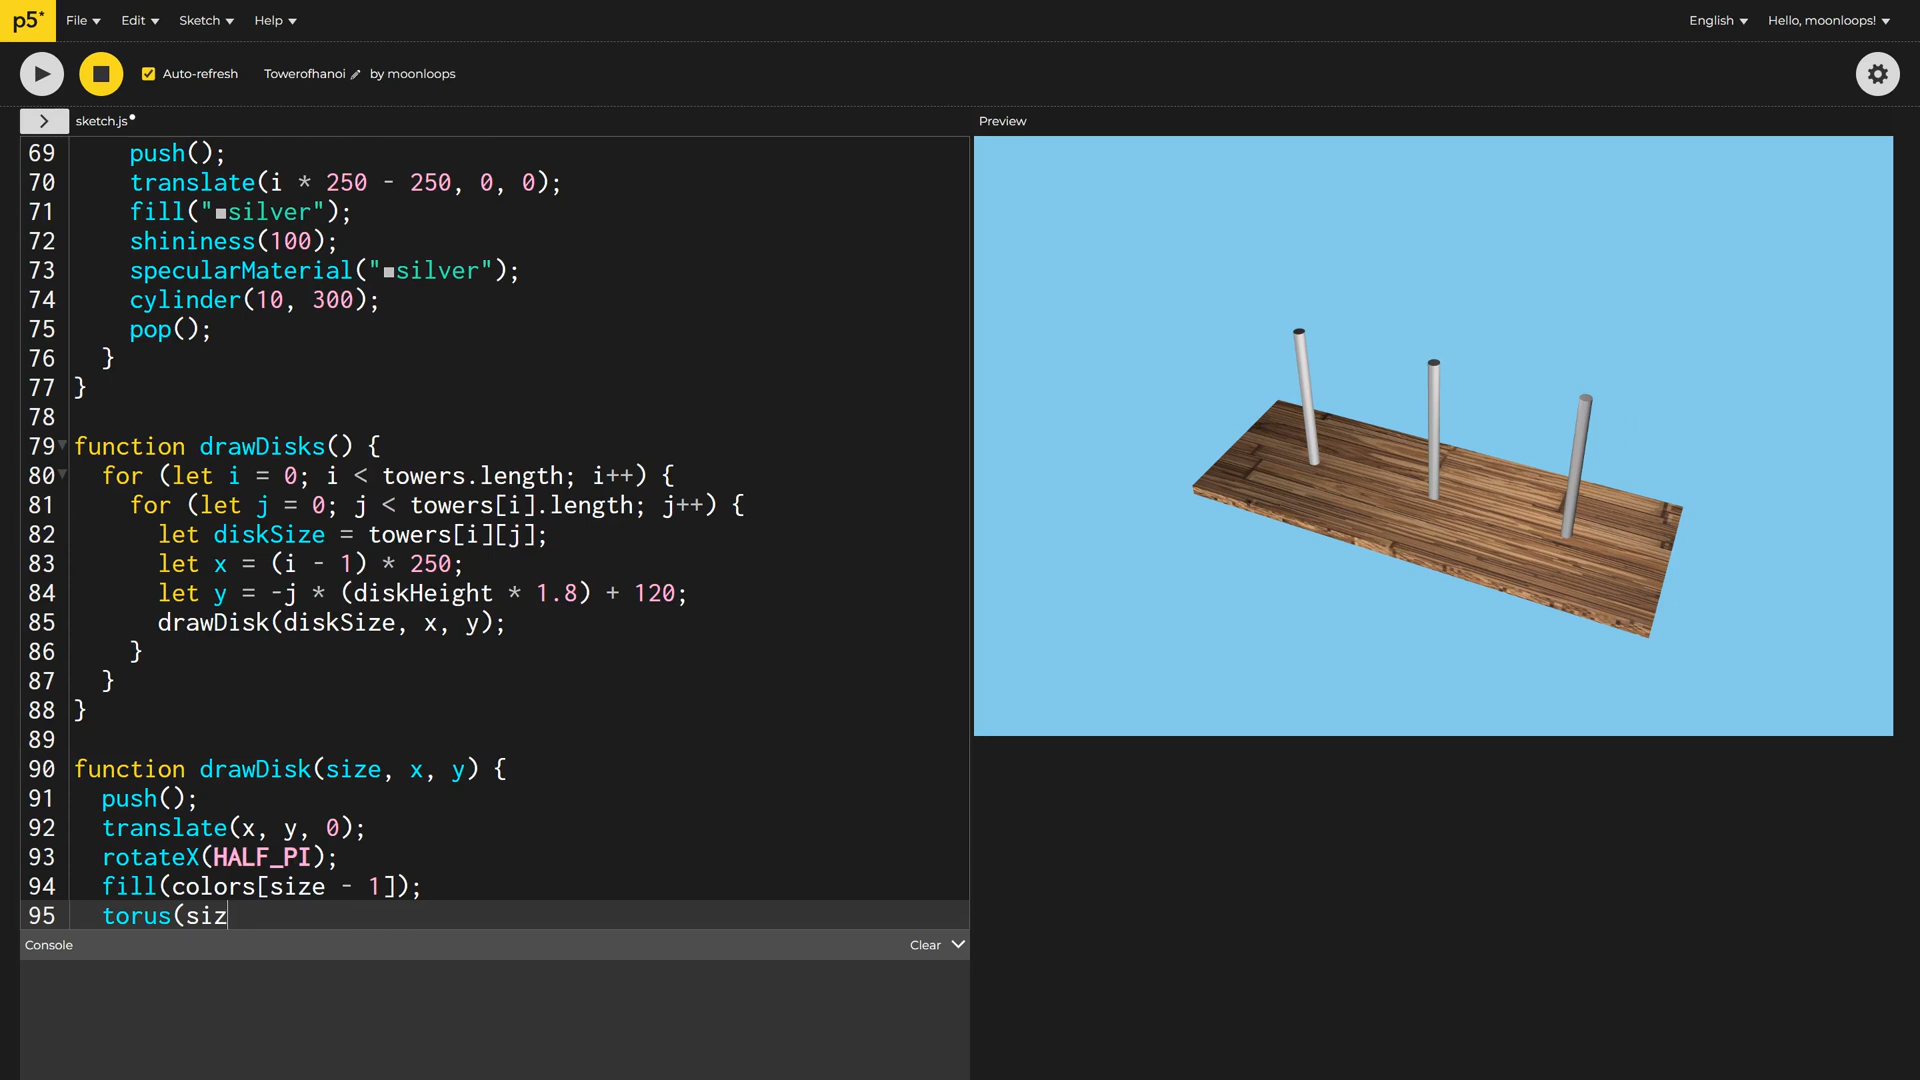 p5*
File
Edit
Sketch
Help
English
Hello, moonloops!
Auto-refresh
Towerofhanoi
by moonloops
sketch.js
Preview
69     push();
70     translate(i * 250 - 250, 0, 0);
71     fill("silver");
72     shininess(100);
73     specularMaterial("silver");
74     cylinder(10, 300);
75     pop();
76   }
77 }
78
79 function drawDisks() {
80   for (let i = 0; i < towers.length; i++) {
81     for (let j = 0; j < towers[i].length; j++) {
82       let diskSize = towers[i][j];
83       let x = (i - 1) * 250;
84       let y = -j * (diskHeight * 1.8) + 120;
85       drawDisk(diskSize, x, y);
86     }
87   }
88 }
89
90 function drawDisk(size, x, y) {
91   push();
92   translate(x, y, 0);
93   rotateX(HALF_PI);
94   fill(colors[size - 1]);
95   torus(siz
Console
Clear